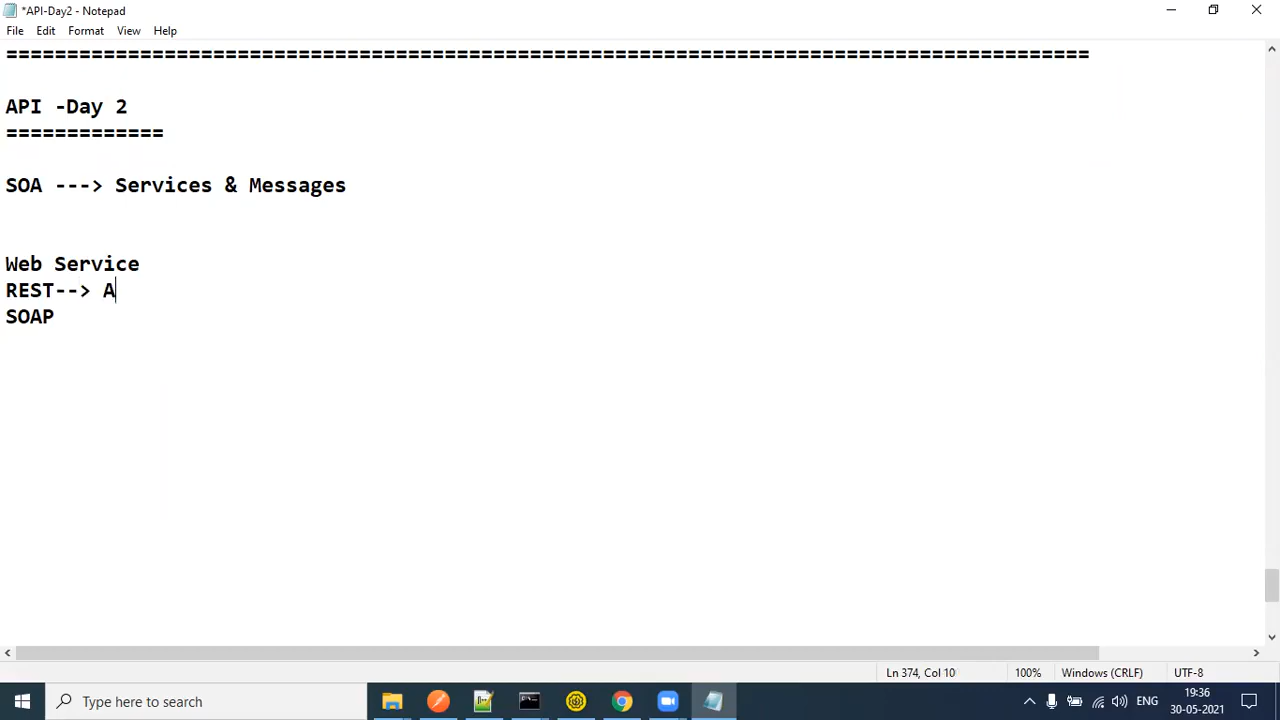 *API-Day2 - Notepad
File Edit Format View Help
=========================================================================================
API -Day 2
=============
SOA ---> Services & Messages
Web Service
REST--> A
SOAP
Ln 374, Col 10
100%
Windows (CRLF)
UTF-8
Type here to search
ENG
19:36
30-05-2021